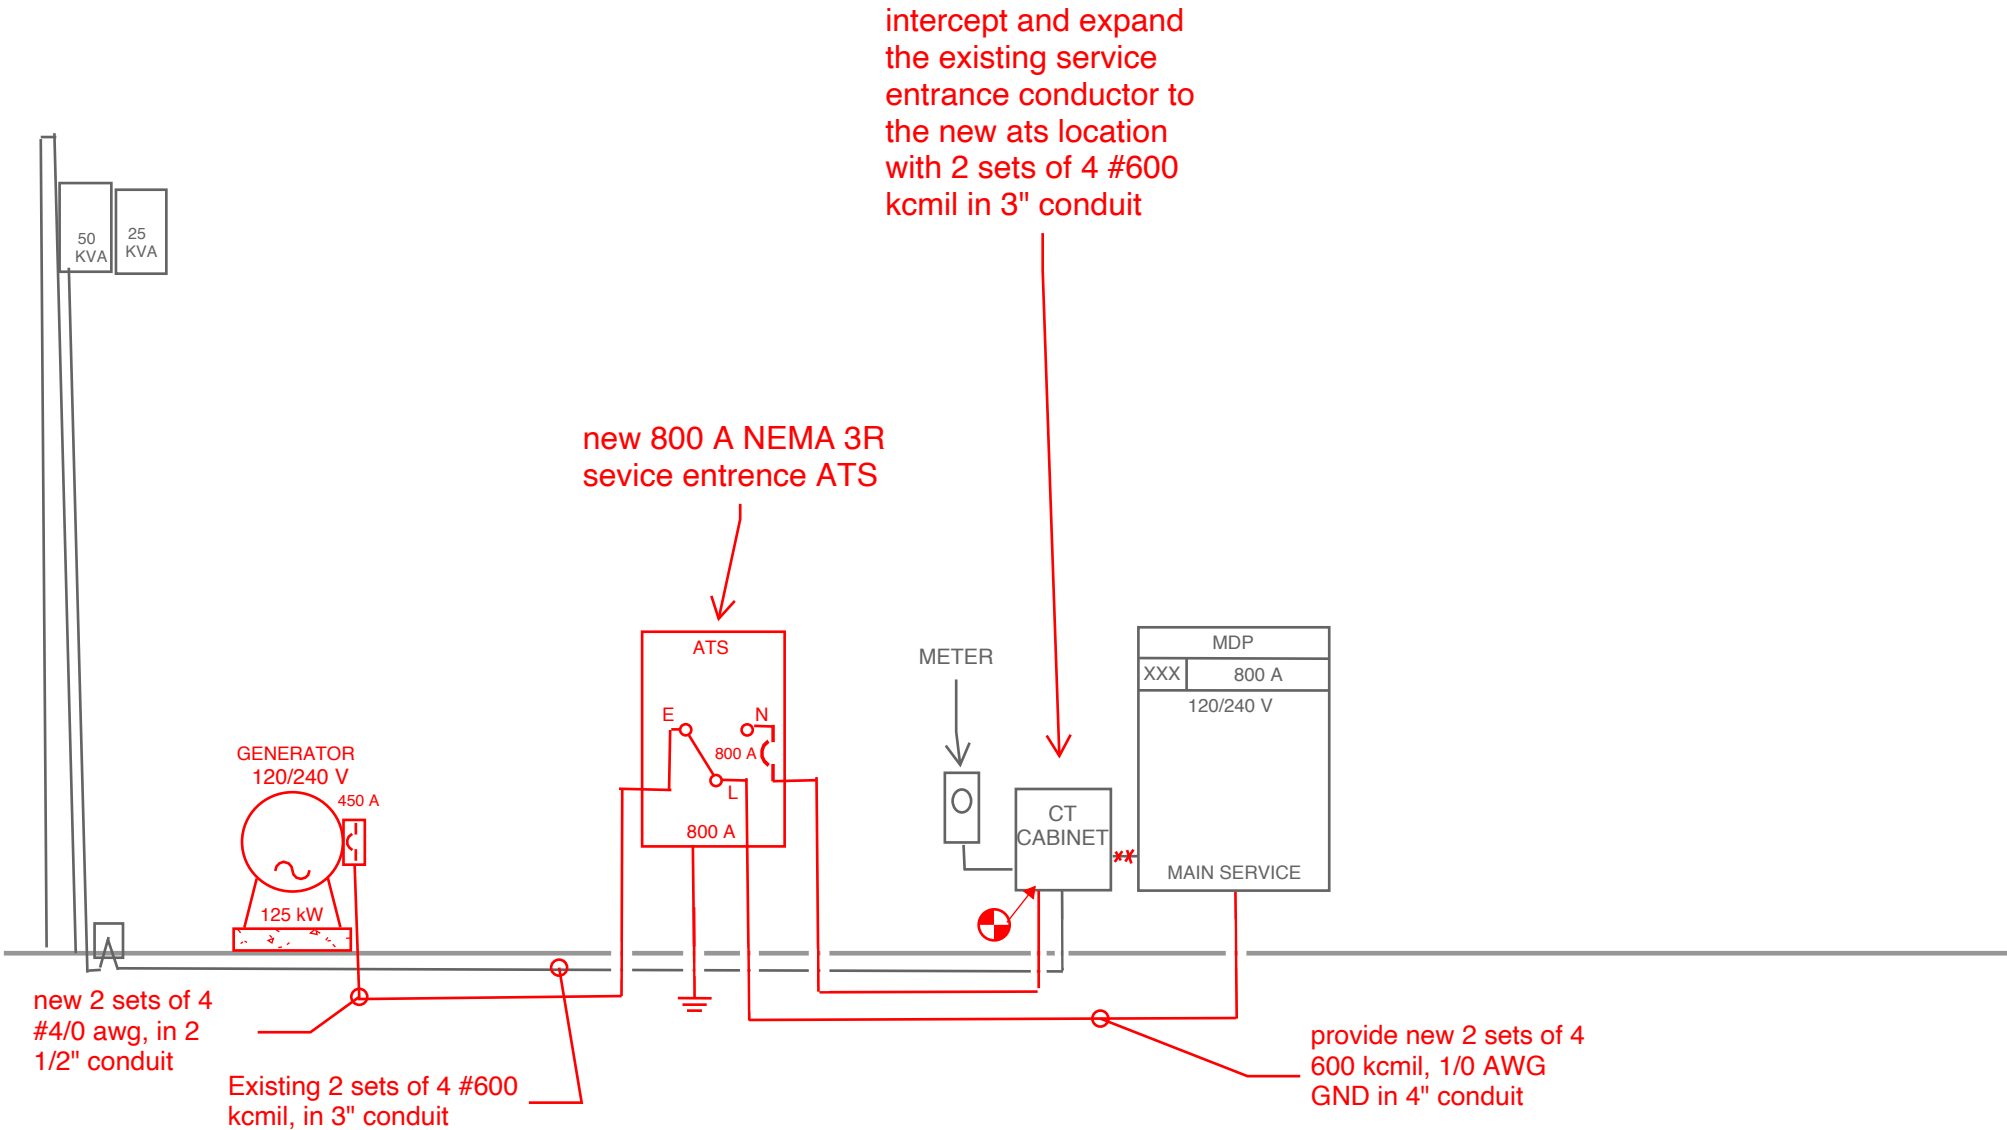 intercept and expand
the existing service
entrance conductor to
the new ats location
with 2 sets of 4 #600
kcmil in 3" conduit
50
KVA
25
KVA
new 800 A NEMA 3R
sevice entrence ATS
ATS
E
N
800 A
L
800 A
METER
MDP
XXX
800 A
120/240 V
MAIN SERVICE
CT
CABINET
GENERATOR
120/240 V
450 A
125 kW
new 2 sets of 4
#4/0 awg, in 2
1/2" conduit
Existing 2 sets of 4 #600
kcmil, in 3" conduit
provide new 2 sets of 4
600 kcmil, 1/0 AWG
GND in 4" conduit